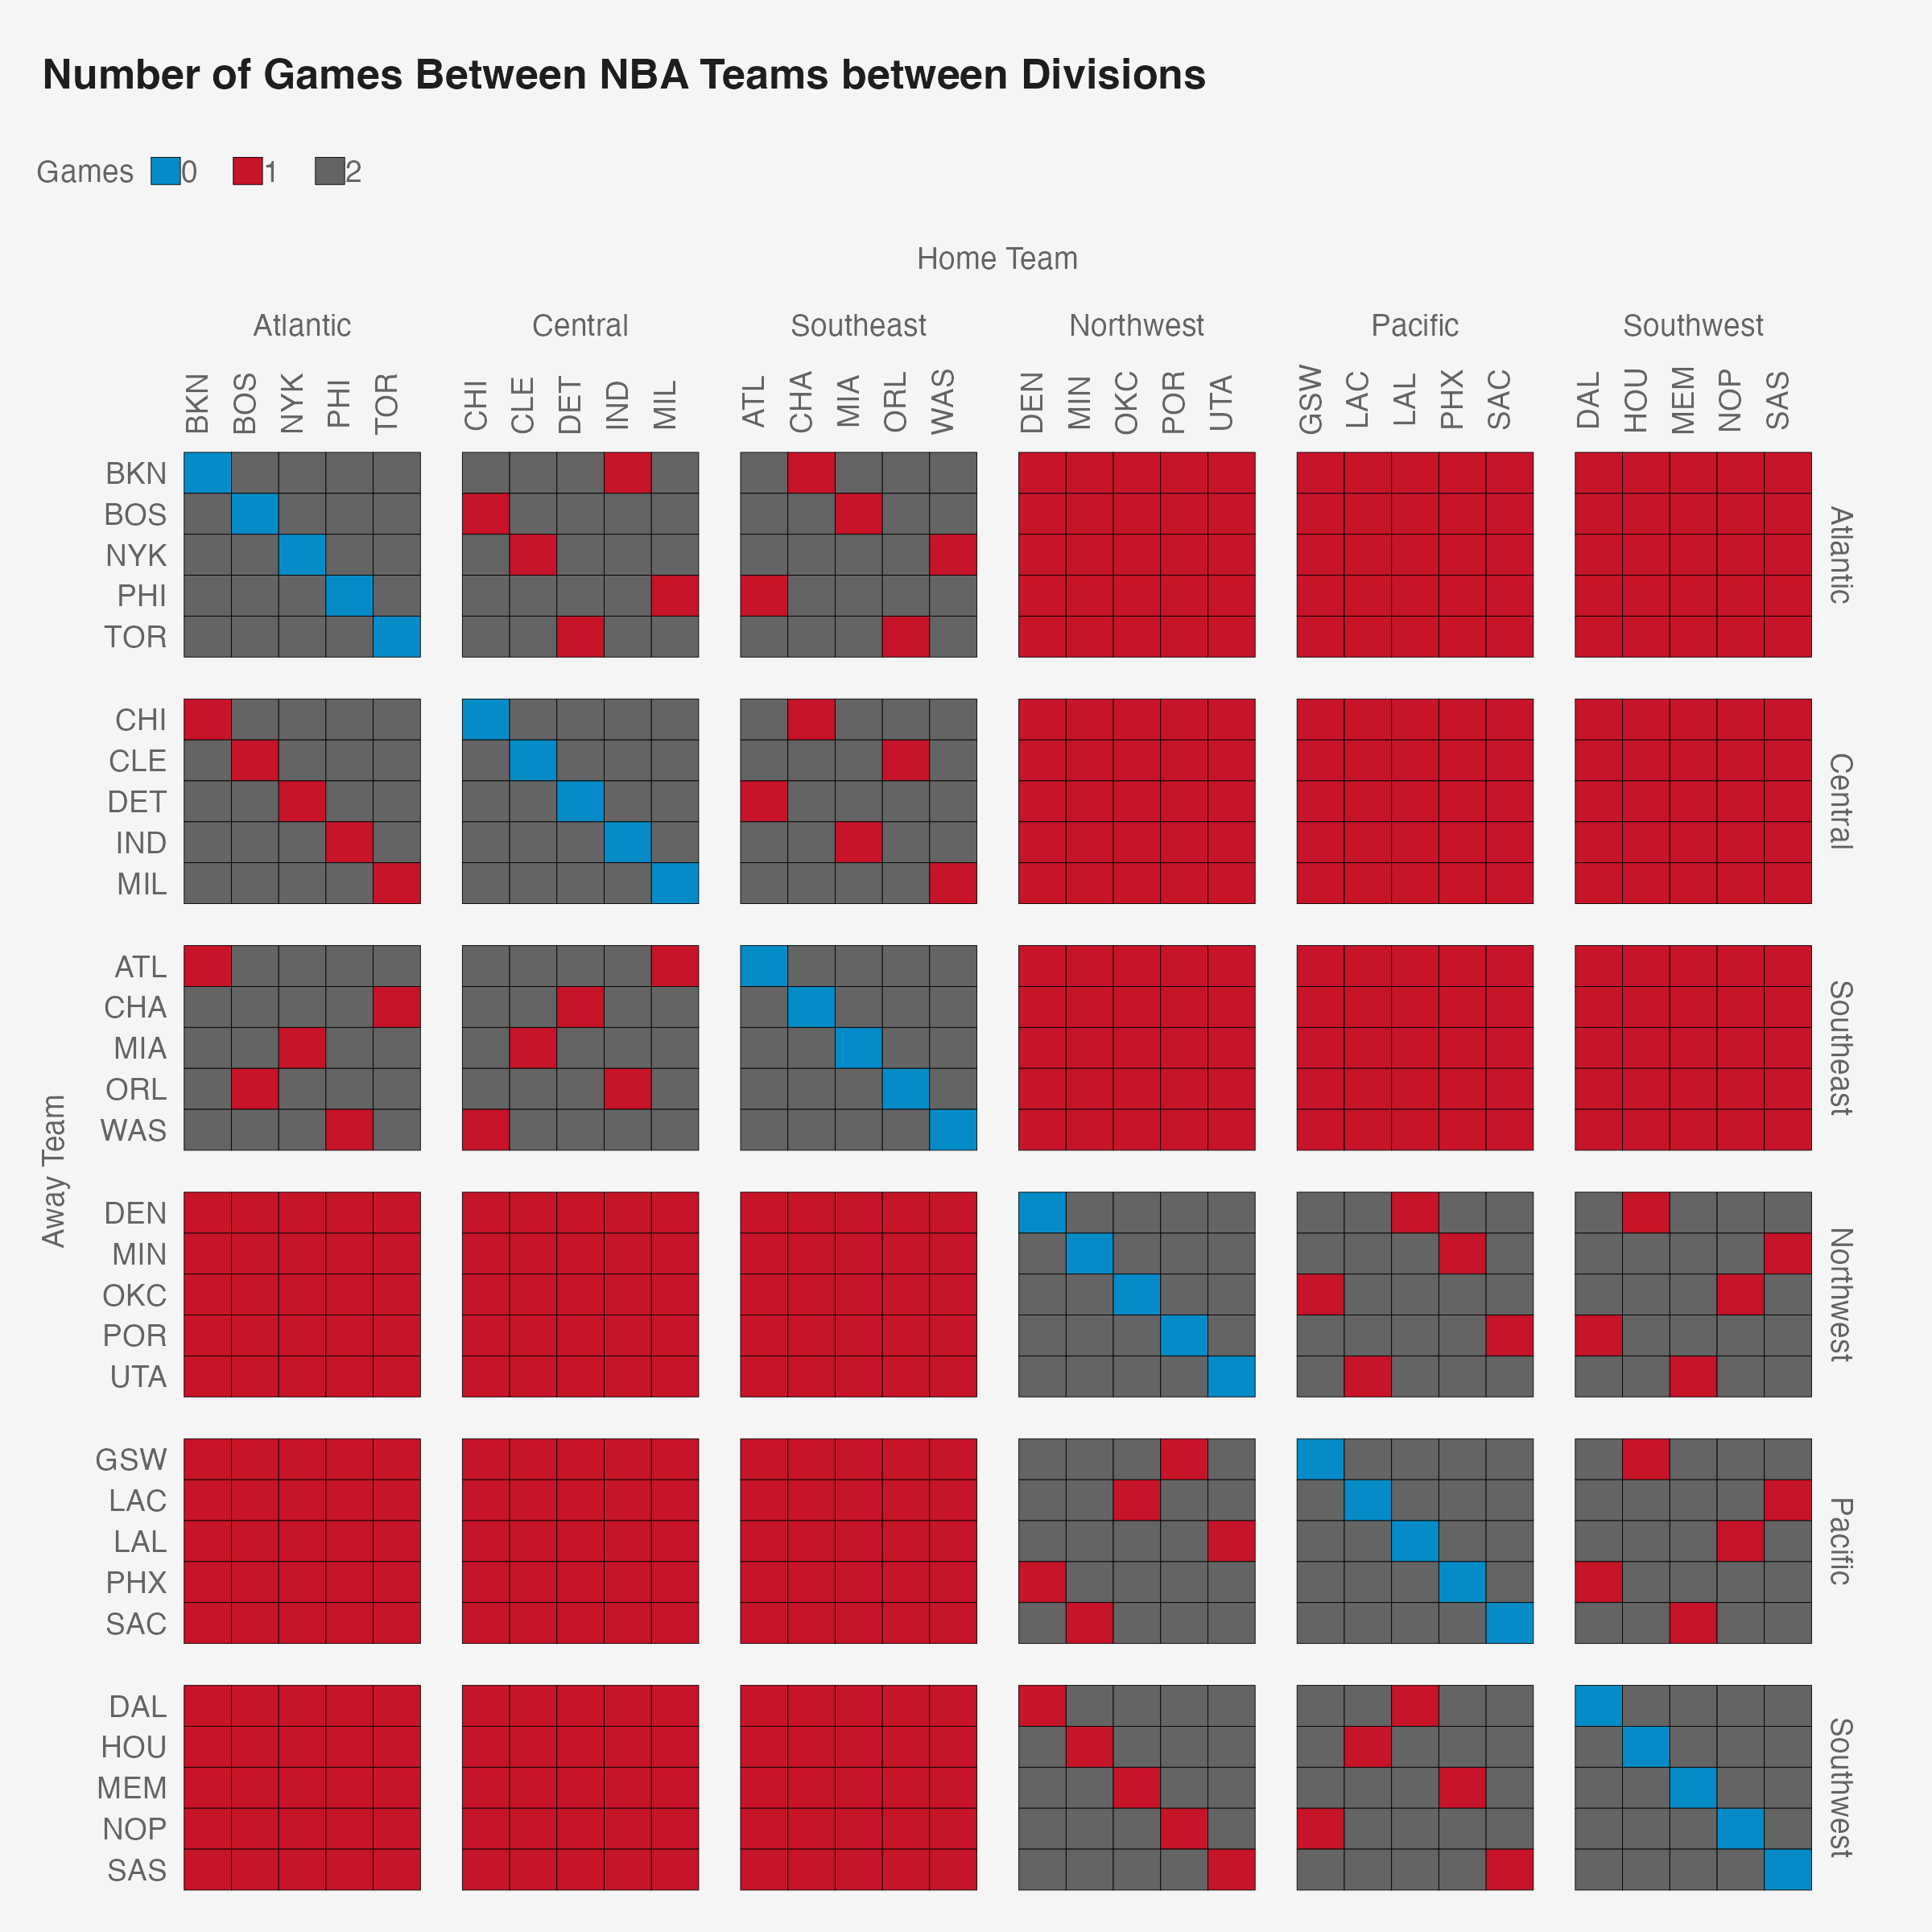 Number of Games Between NBA Teams between Divisions
Games 0 1 2
Home Team
Atlantic Central Southeast Northwest Pacific Southwest
BKN BOS NYK PHI TOR CHI CLE DET IND MIL ATL CHA MIA ORL WAS DEN MIN OKC POR UTA GSW LAC LAL PHX SAC DAL HOU MEM NOP SAS
Away Team
BKN
BOS
NYK
PHI
TOR
Atlantic
CHI
CLE
DET
IND
MIL
Central
ATL
CHA
MIA
ORL
WAS
Southeast
DEN
MIN
OKC
POR
UTA
Northwest
GSW
LAC
LAL
PHX
SAC
Pacific
DAL
HOU
MEM
NOP
SAS
Southwest